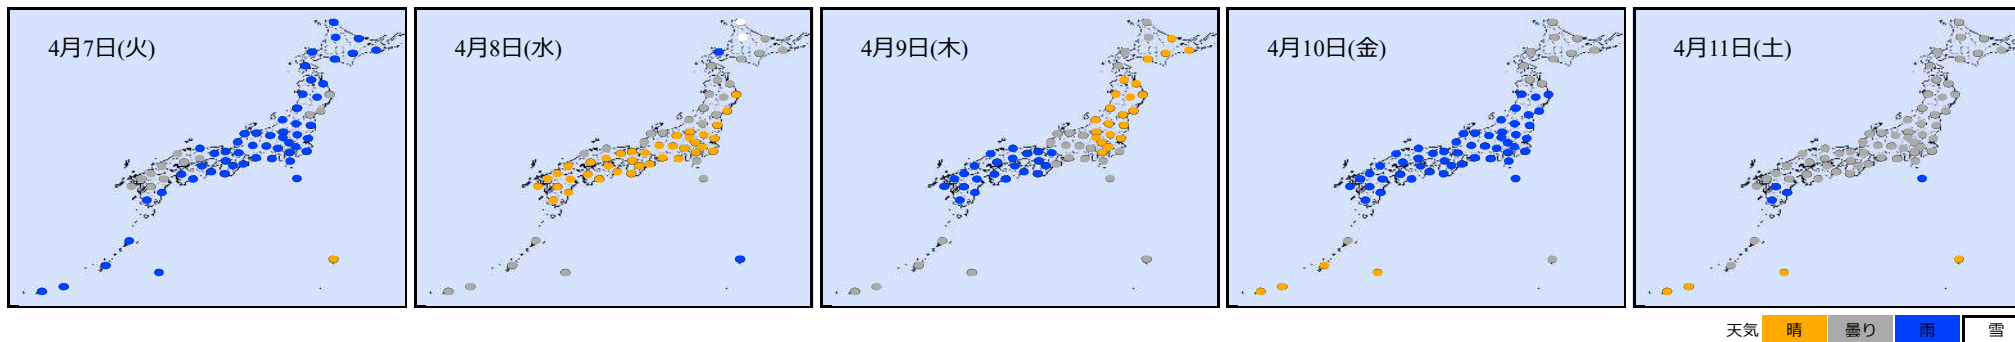 4月7日(火)
4月8日(水)
4月9日(木)
4月10日(金)
4月11日(土)
天気 晴 曇り 雨 雪